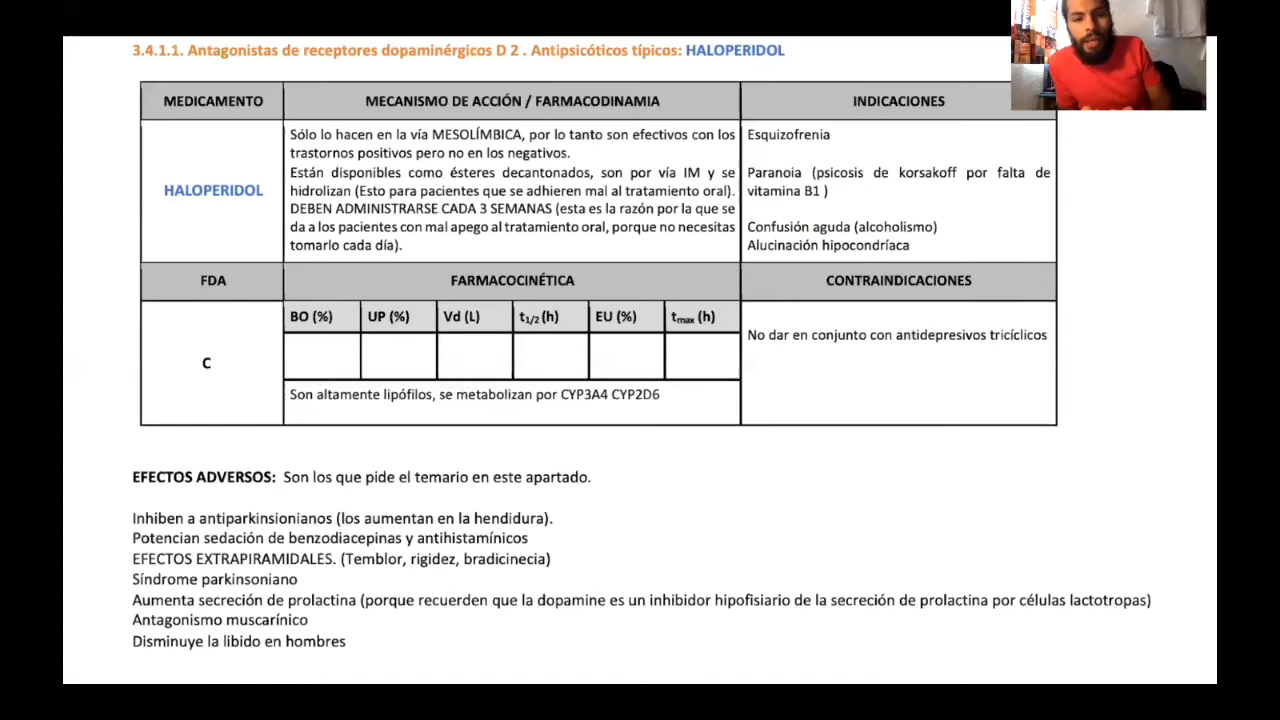 3.4.1.1. Antagonistas de receptores dopaminérgicos D 2 . Antipsicóticos típicos: HALOPERIDOL
MEDICAMENTO
MECANISMO DE ACCIÓN / FARMACODINAMIA
INDICACIONES
HALOPERIDOL
Sólo lo hacen en la vía MESOLÍMBICA, por lo tanto son efectivos con los
trastornos positivos pero no en los negativos.
Están disponibles como ésteres decantonados, son por vía IM y se
hidrolizan (Esto para pacientes que se adhieren mal al tratamiento oral).
DEBEN ADMINISTRARSE CADA 3 SEMANAS (esta es la razón por la que se
da a los pacientes con mal apego al tratamiento oral, porque no necesitas
tomarlo cada día).
Esquizofrenia
Paranoia (psicosis de korsakoff por falta de
vitamina B1 )
Confusión aguda (alcoholismo)
Alucinación hipocondríaca
FDA
FARMACOCINÉTICA
CONTRAINDICACIONES
C
BO (%)
UP (%)
Vd (L)
t1/2 (h)
EU (%)
tmax (h)
Son altamente lipófilos, se metabolizan por CYP3A4 CYP2D6
No dar en conjunto con antidepresivos tricíclicos
EFECTOS ADVERSOS: Son los que pide el temario en este apartado.
Inhiben a antiparkinsionianos (los aumentan en la hendidura).
Potencian sedación de benzodiacepinas y antihistamínicos
EFECTOS EXTRAPIRAMIDALES. (Temblor, rigidez, bradicinecia)
Síndrome parkinsoniano
Aumenta secreción de prolactina (porque recuerden que la dopamine es un inhibidor hipofisiario de la secreción de prolactina por células lactotropas)
Antagonismo muscarínico
Disminuye la libido en hombres